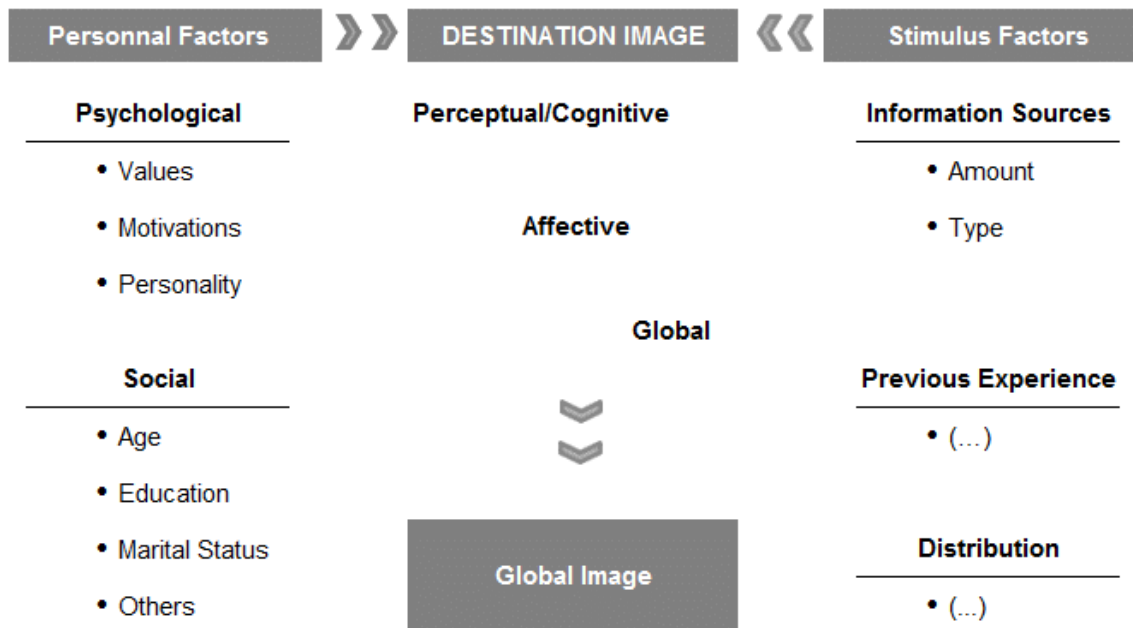 Personnal Factors
DESTINATION IMAGE
Stimulus Factors
Psychological
• Values
• Motivations
• Personality
Social
• Age
• Education
• Marital Status
• Others
Perceptual/Cognitive
Affective
Global
Global Image
Information Sources
• Amount
• Type
Previous Experience
• (...)
Distribution
• (...)